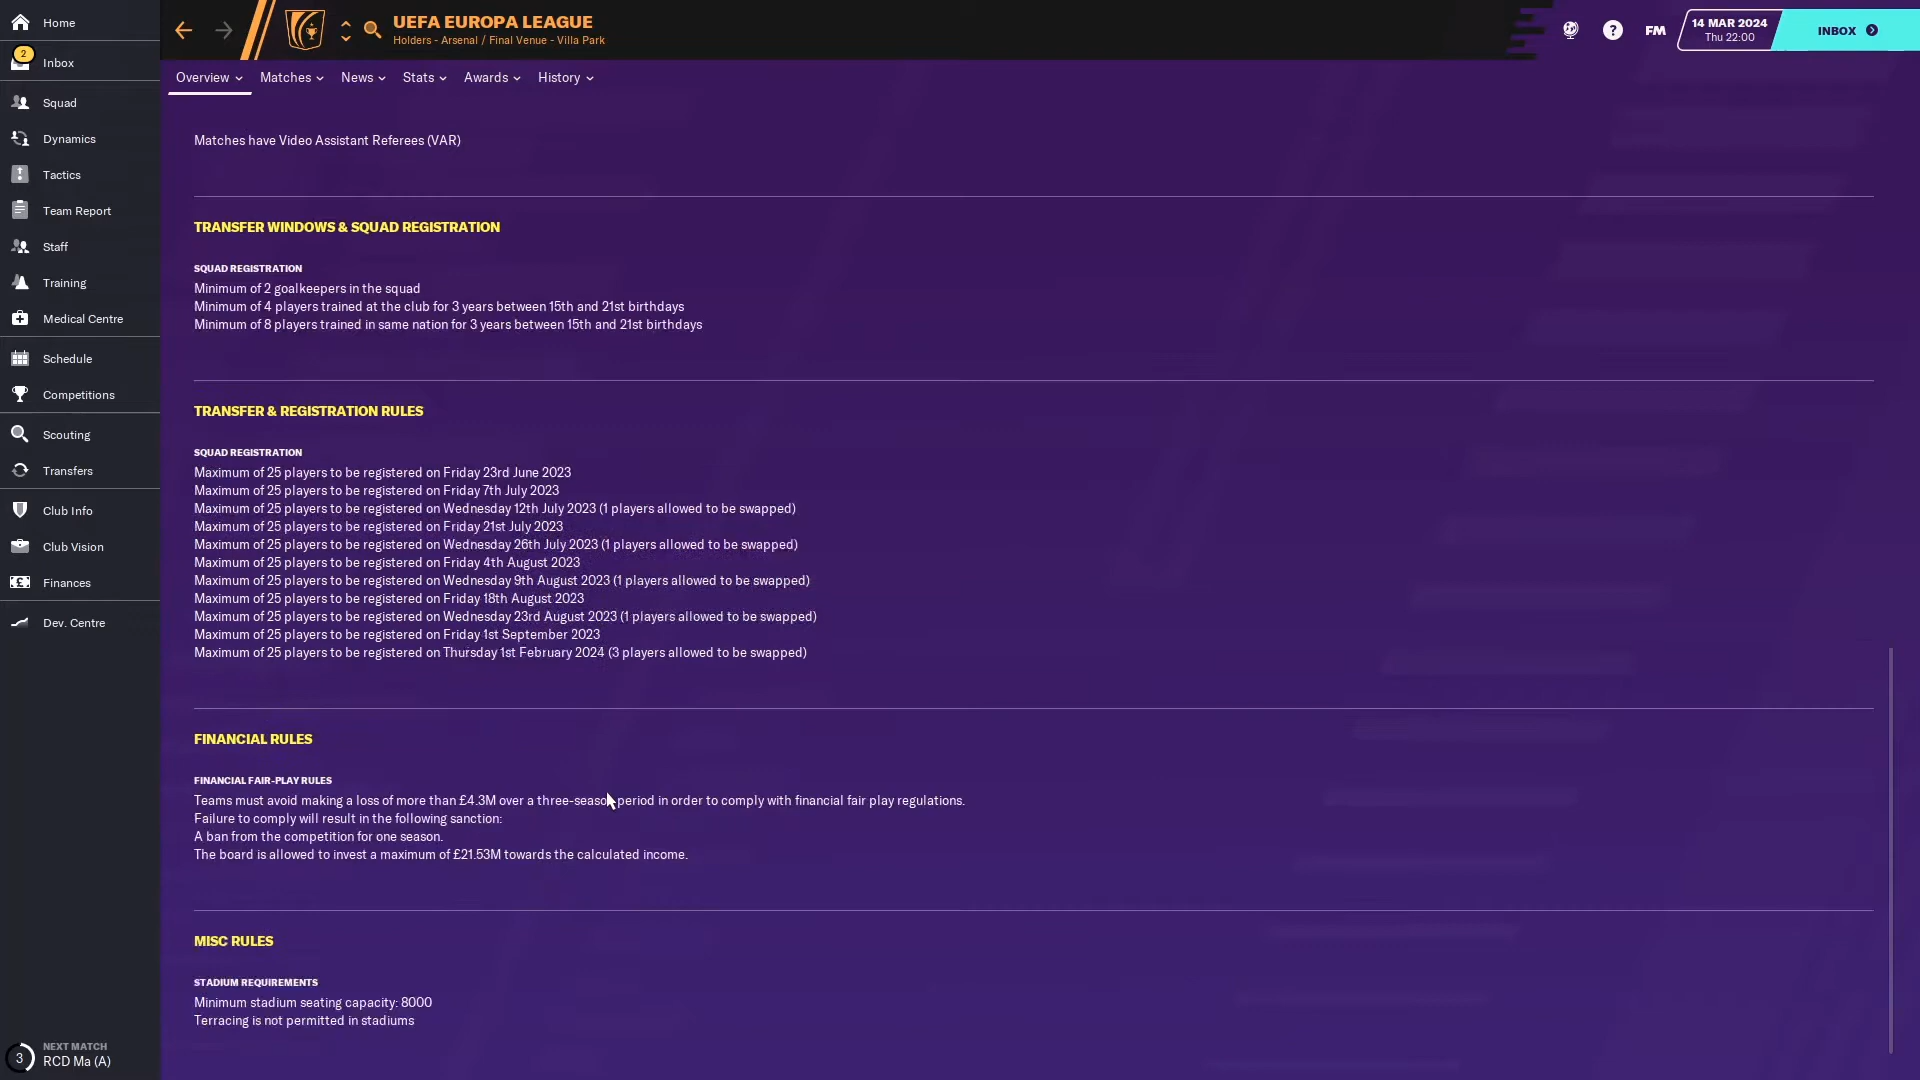 Home
2
Inbox
Squad
Dynamics
Tactics
Team Report
Staff
Training
Medical Centre
Schedule
Competitions
Scouting
Transfers
Club Info
Club Vision
Finances
Dev. Centre
3
NEXT MATCH
RCD Ma (A)
UEFA EUROPA LEAGUE
Holders - Arsenal / Final Venue - Villa Park
?
FM
14 MAR 2024
Thu 22:00
INBOX
Overview
Matches
News
Stats
Awards
History
Matches have Video Assistant Referees (VAR)
TRANSFER WINDOWS & SQUAD REGISTRATION
SQUAD REGISTRATION
Minimum of 2 goalkeepers in the squad
Minimum of 4 players trained at the club for 3 years between 15th and 21st birthdays
Minimum of 8 players trained in same nation for 3 years between 15th and 21st birthdays
TRANSFER & REGISTRATION RULES
SQUAD REGISTRATION
Maximum of 25 players to be registered on Friday 23rd June 2023
Maximum of 25 players to be registered on Friday 7th July 2023
Maximum of 25 players to be registered on Wednesday 12th July 2023 (1 players allowed to be swapped)
Maximum of 25 players to be registered on Friday 21st July 2023
Maximum of 25 players to be registered on Wednesday 26th July 2023 (1 players allowed to be swapped)
Maximum of 25 players to be registered on Friday 4th August 2023
Maximum of 25 players to be registered on Wednesday 9th August 2023 (1 players allowed to be swapped)
Maximum of 25 players to be registered on Friday 18th August 2023
Maximum of 25 players to be registered on Wednesday 23rd August 2023 (1 players allowed to be swapped)
Maximum of 25 players to be registered on Friday 1st September 2023
Maximum of 25 players to be registered on Thursday 1st February 2024 (3 players allowed to be swapped)
FINANCIAL RULES
FINANCIAL FAIR-PLAY RULES
Teams must avoid making a loss of more than £4.3M over a three-season period in order to comply with financial fair play regulations.
Failure to comply will result in the following sanction:
A ban from the competition for one season.
The board is allowed to invest a maximum of £21.53M towards the calculated income.
MISC RULES
STADIUM REQUIREMENTS
Minimum stadium seating capacity: 8000
Terracing is not permitted in stadiums